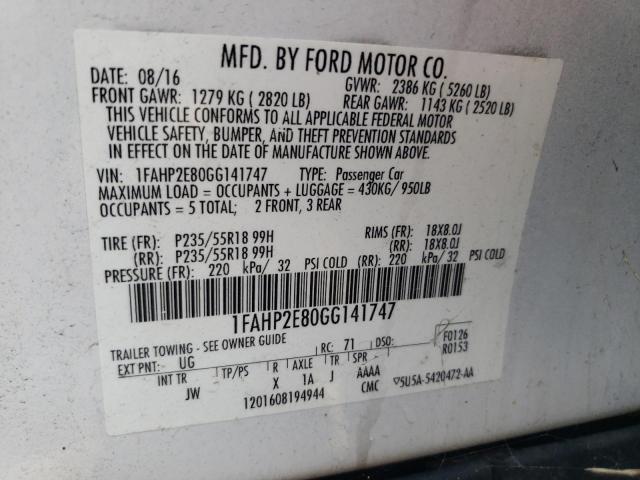 MFD. BY FORD MOTOR CO.
DATE: 08/16 GVWR: 2386 KG ( 5260 LB)
FRONT GAWR: 1279 KG ( 2820 LB) REAR GAWR: 1143 KG ( 2520 LB)
THIS VEHICLE CONFORMS TO ALL APPLICABLE FEDERAL MOTOR
VEHICLE SAFETY, BUMPER, AND THEFT PREVENTION STANDARDS
IN EFFECT ON THE DATE OF MANUFACTURE SHOWN ABOVE.
VIN: 1FAHP2E80GG141747 TYPE: Passenger Car
MAXIMUM LOAD = OCCUPANTS + LUGGAGE = 430KG/ 950LB
OCCUPANTS = 5 TOTAL; 2 FRONT, 3 REAR
TIRE (FR): P235/55R18 99H RIMS (FR): 18X8.0J
(RR): P235/55R18 99H (RR): 18X8.0J
PRESSURE (FR): 220 kPa/ 32 PSI COLD (RR): 220 kPa/ 32 PSI COLD
1FAHP2E80GG141747
TRAILER TOWING - SEE OWNER GUIDE F0126
EXT PNT: UG RC: 71 DSO: R0153
INT TR TP/PS R AXLE TR SPR
JW X 1A J AAAA
1201608194944 CMC ▽5U5A-5420472-AA